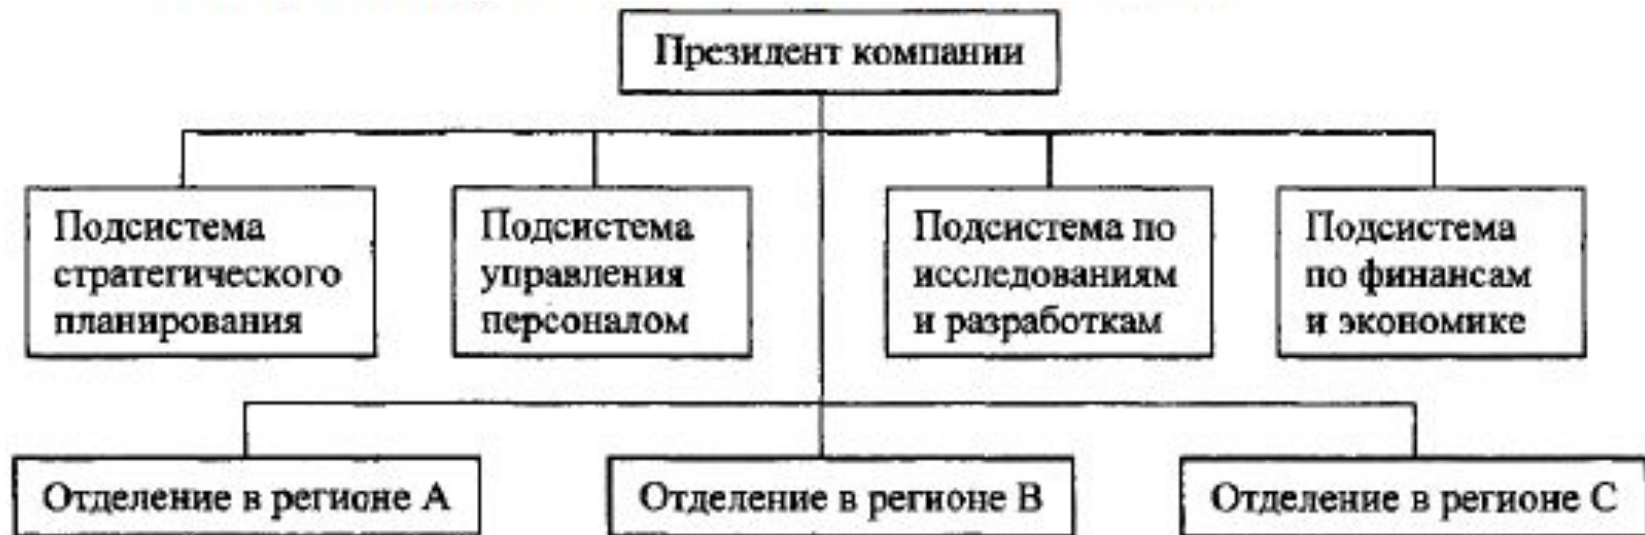 Президент компании
Подсистема
стратегического
планирования
Подсистема
управления
персоналом
Подсистема по
исследованиям
и разработкам
Подсистема
по финансам
и экономике
Отделение в регионе А
Отделение в регионе В
Отделение в регионе С